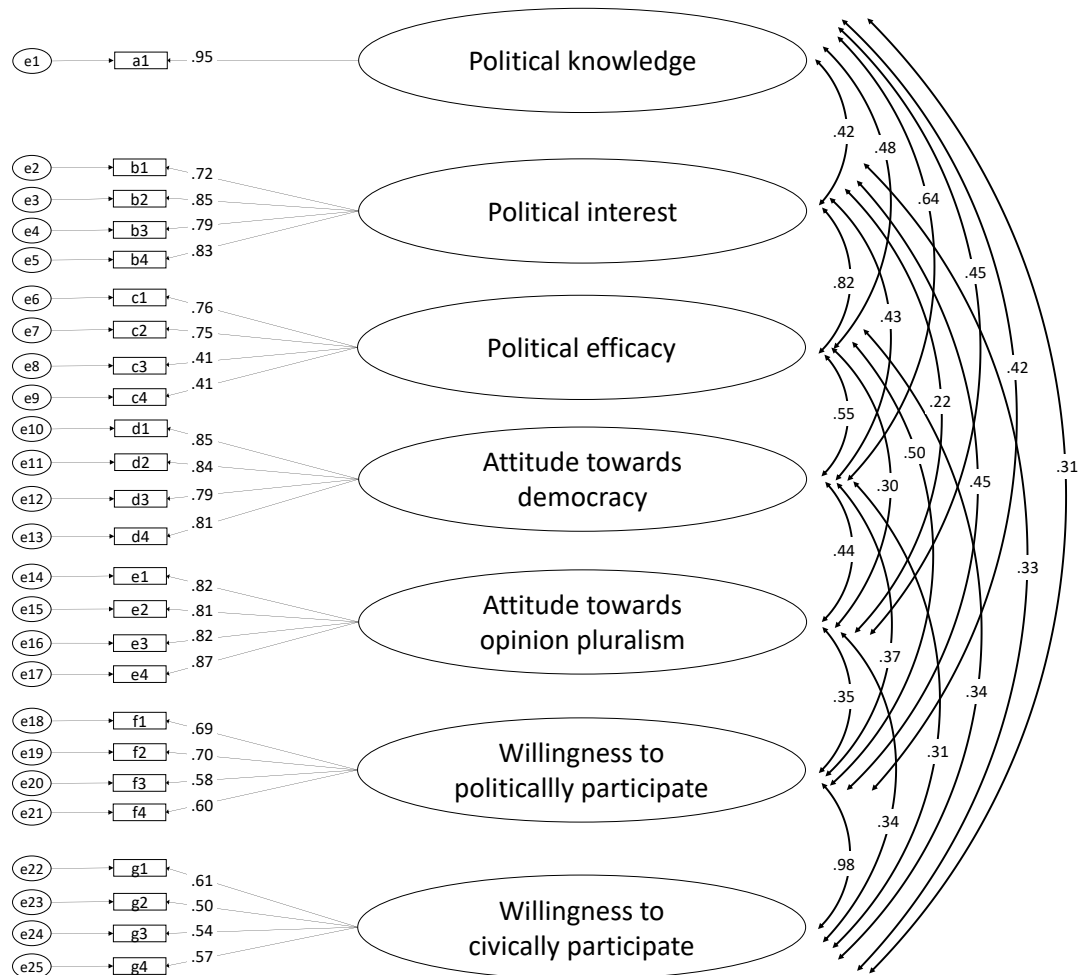 e1 a1 .95 Political knowledge
.42
.48
e2 b1 .72
.64
e3 b2 .85 Political interest
e4 b3 .79
e5 b4 .83
.45
.82
e6 c1 .76
.43
e7 c2 .75
Political efficacy
e8 c3 .41
.42
e9 c4 .41
.22
.55
e10 d1 .85
.50
e11 d2 .84 Attitude towards
.31
.45
.30
e12 d3 .79 democracy
e13 d4 .81
.44
.33
e14 e1 .82
e15 e2 .81 Attitude towards
e16 e3 .82 opinion pluralism
.37
e17 e4 .87
.34
.35
e18 f1 .69
e19 f2 .70 Willingness to
.31
e20 f3 .58 politicallly participate
e21 f4 .60
.34
.98
e22 g1 .61
e23 g2 .50 Willingness to
e24 g3 .54 civically participate
e25 g4 .57